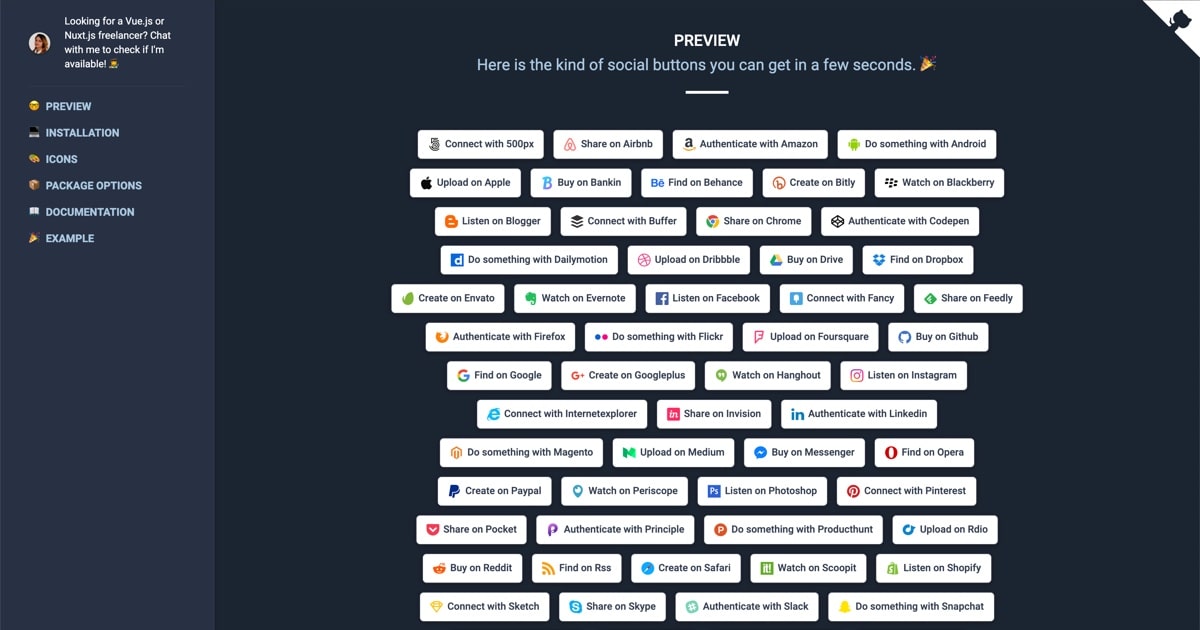 Looking for a Vue.js or
Nuxt.js freelancer? Chat
with me to check if I'm
available! 👩‍💻
🤓 PREVIEW
💻 INSTALLATION
🎨 ICONS
📦 PACKAGE OPTIONS
📖 DOCUMENTATION
🎉 EXAMPLE
PREVIEW
Here is the kind of social buttons you can get in a few seconds. 🎉
Connect with 500px Share on Airbnb Authenticate with Amazon Do something with Android
Upload on Apple Buy on Bankin Find on Behance Create on Bitly Watch on Blackberry
Listen on Blogger Connect with Buffer Share on Chrome Authenticate with Codepen
Do something with Dailymotion Upload on Dribbble Buy on Drive Find on Dropbox
Create on Envato Watch on Evernote Listen on Facebook Connect with Fancy Share on Feedly
Authenticate with Firefox Do something with Flickr Upload on Foursquare Buy on Github
Find on Google Create on Googleplus Watch on Hanghout Listen on Instagram
Connect with Internetexplorer Share on Invision Authenticate with Linkedin
Do something with Magento Upload on Medium Buy on Messenger Find on Opera
Create on Paypal Watch on Periscope Listen on Photoshop Connect with Pinterest
Share on Pocket Authenticate with Principle Do something with Producthunt Upload on Rdio
Buy on Reddit Find on Rss Create on Safari Watch on Scoopit Listen on Shopify
Connect with Sketch Share on Skype Authenticate with Slack Do something with Snapchat